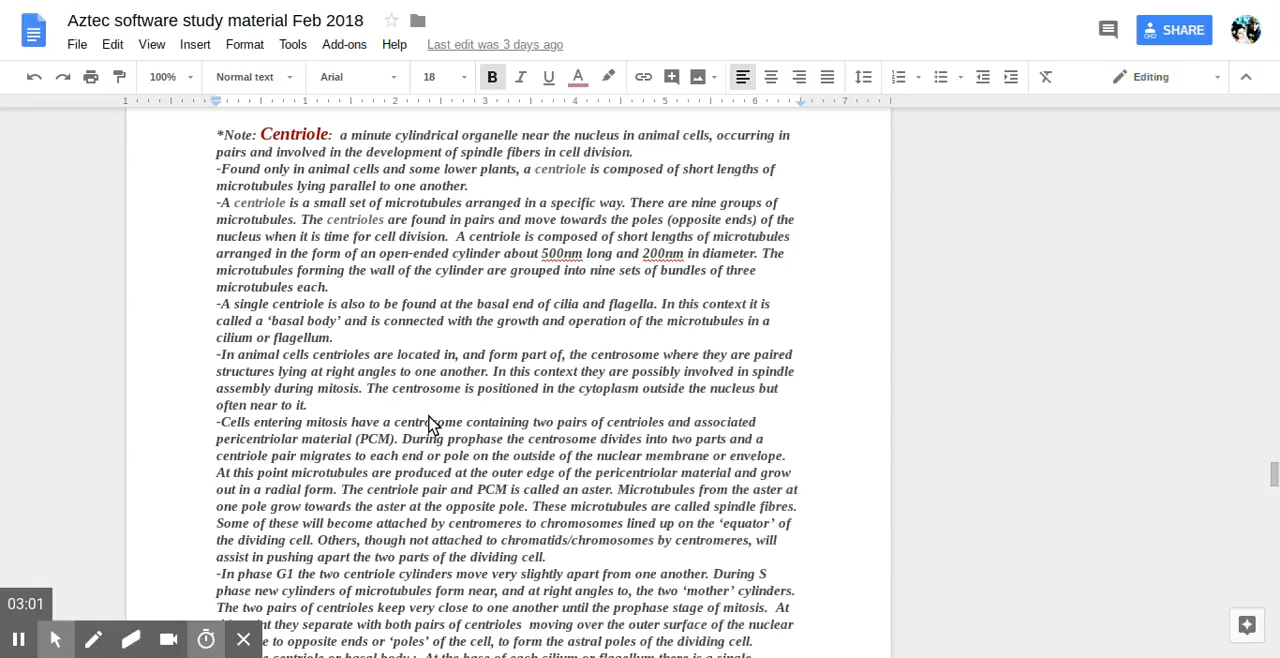 Aztec software study material Feb 2018
File Edit View Insert Format Tools Add-ons Help Last edit was 3 days ago
SHARE
100% Normal text Arial 18 B I U A Editing
1 1 2 3 4 5 6 7
*Note: Centriole: a minute cylindrical organelle near the nucleus in animal cells, occurring in
pairs and involved in the development of spindle fibers in cell division.
-Found only in animal cells and some lower plants, a centriole is composed of short lengths of
microtubules lying parallel to one another.
-A centriole is a small set of microtubules arranged in a specific way. There are nine groups of
microtubules. The centrioles are found in pairs and move towards the poles (opposite ends) of the
nucleus when it is time for cell division. A centriole is composed of short lengths of microtubules
arranged in the form of an open-ended cylinder about 500nm long and 200nm in diameter. The
microtubules forming the wall of the cylinder are grouped into nine sets of bundles of three
microtubules each.
-A single centriole is also to be found at the basal end of cilia and flagella. In this context it is
called a ‘basal body’ and is connected with the growth and operation of the microtubules in a
cilium or flagellum.
-In animal cells centrioles are located in, and form part of, the centrosome where they are paired
structures lying at right angles to one another. In this context they are possibly involved in spindle
assembly during mitosis. The centrosome is positioned in the cytoplasm outside the nucleus but
often near to it.
-Cells entering mitosis have a centrosome containing two pairs of centrioles and associated
pericentriolar material (PCM). During prophase the centrosome divides into two parts and a
centriole pair migrates to each end or pole on the outside of the nuclear membrane or envelope.
At this point microtubules are produced at the outer edge of the pericentriolar material and grow
out in a radial form. The centriole pair and PCM is called an aster. Microtubules from the aster at
one pole grow towards the aster at the opposite pole. These microtubules are called spindle fibres.
Some of these will become attached by centromeres to chromosomes lined up on the ‘equator’ of
the dividing cell. Others, though not attached to chromatids/chromosomes by centromeres, will
assist in pushing apart the two parts of the dividing cell.
-In phase G1 the two centriole cylinders move very slightly apart from one another. During S
phase new cylinders of microtubules form near, and at right angles to, the two ‘mother’ cylinders.
The two pairs of centrioles keep very close to one another until the prophase stage of mitosis. At
they separate with both pairs of centrioles moving over the outer surface of the nuclear
to opposite ends or ‘poles’ of the cell, to form the astral poles of the dividing cell.
centriole or basal body: At the base of each cilium or flagellum there is a single
03:01